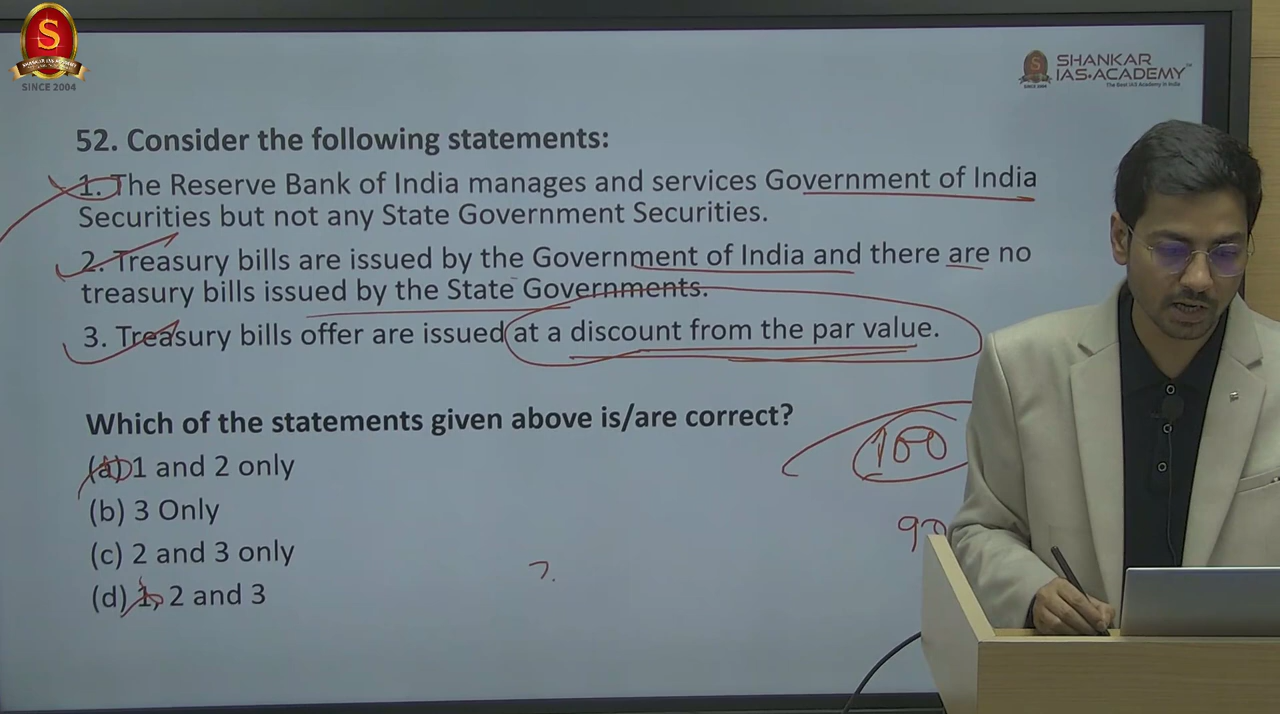 S
SINCE 2004
SHANKAR
IAS ACADEMY
The Best IAS Academy in India
52. Consider the following statements:
1. The Reserve Bank of India manages and services Government of India
Securities but not any State Government Securities.
2. Treasury bills are issued by the Government of India and there are no
treasury bills issued by the State Governments.
3. Treasury bills offer are issued at a discount from the par value.
Which of the statements given above is/are correct?
(a) 1 and 2 only
(b) 3 Only
(c) 2 and 3 only
(d) 1, 2 and 3
100